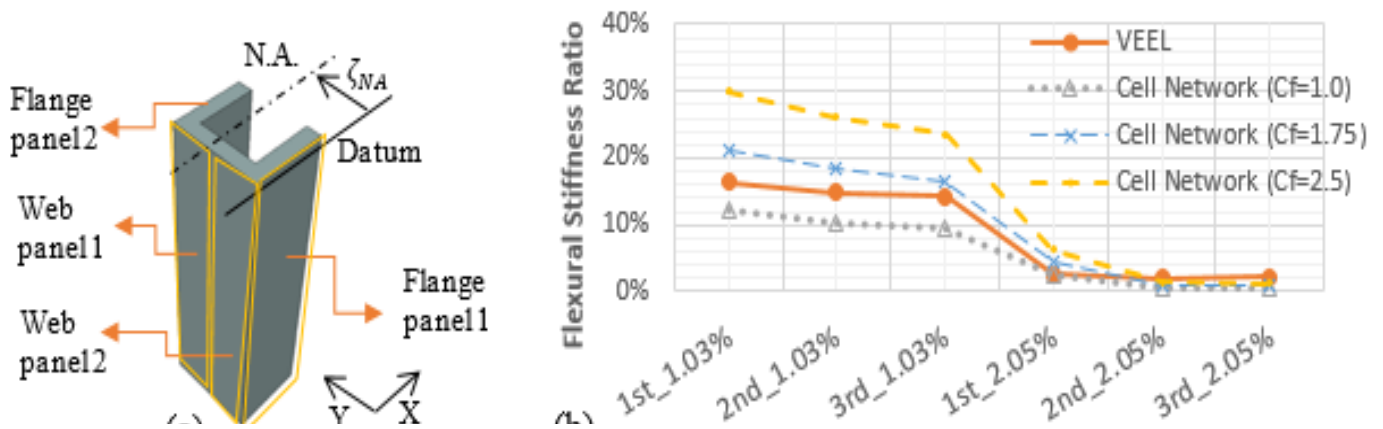 N.A.
ζNA
Flange
panel2
Datum
Web
panel1
Web
panel2
Flange
panel1
Y
X
(a)
Flexural Stiffness Ratio
40%
30%
20%
10%
0%
VEEL
Cell Network (Cf=1.0)
Cell Network (Cf=1.75)
Cell Network (Cf=2.5)
1st_1.03%
2nd_1.03%
3rd_1.03%
1st_2.05%
2nd_2.05%
3rd_2.05%
(b)